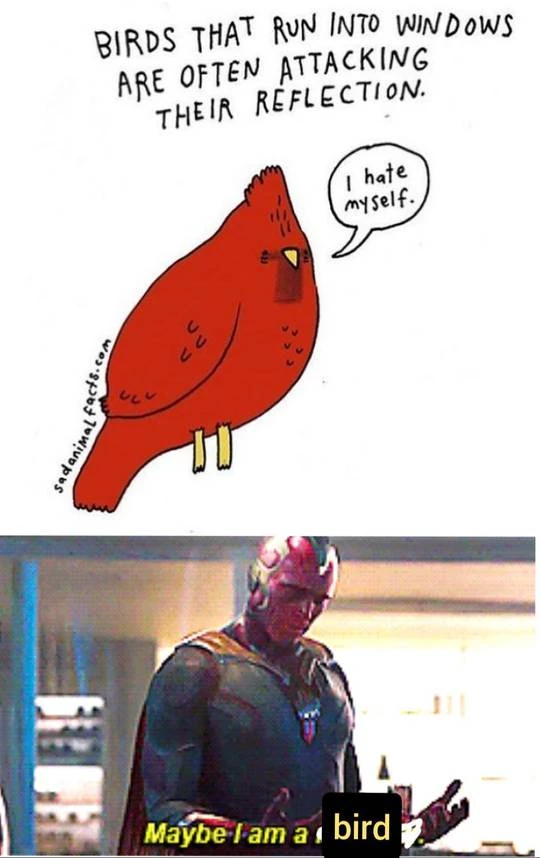 BIRDS THAT RUN INTO WINDOWS
ARE OFTEN ATTACKING
THEIR REFLECTION.
I hate
myself.
sadanimalfacts.com
Maybe I am a bird.